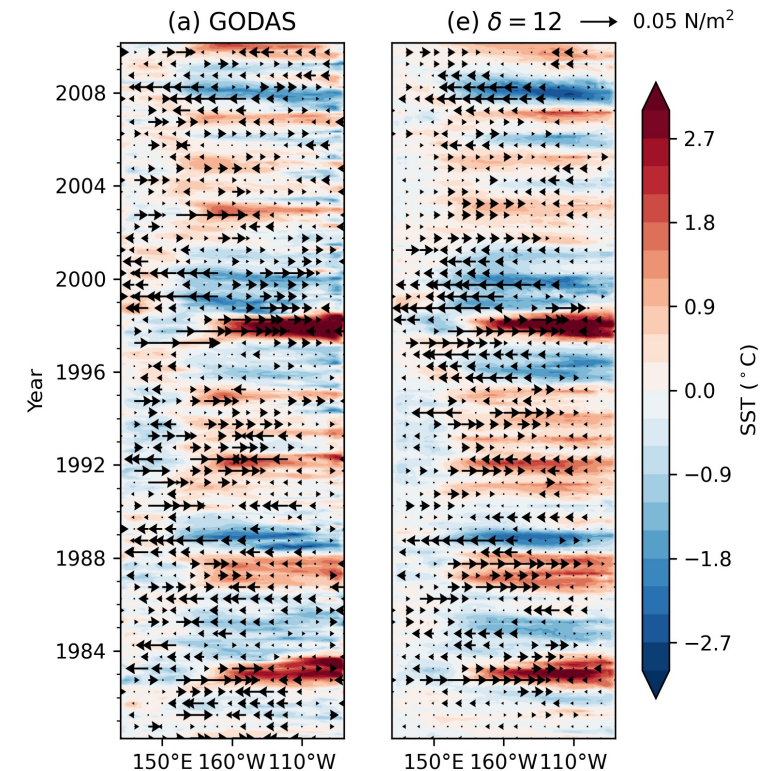 (a) GODAS
(e) δ = 12
0.05 N/m²
2008
2004
2000
1996
1992
1988
1984
Year
150°E 160°W 110°W
150°E 160°W 110°W
2.7
1.8
0.9
0.0
−0.9
−1.8
−2.7
SST (°C)